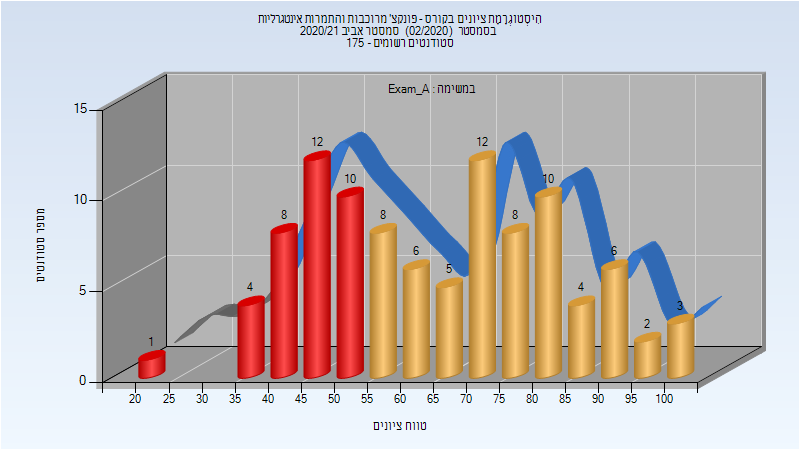 היסטוגרמת ציונים בקורס - פונקצ' מרוכבות והתמרות אינטגרליות
בסמסטר (02/2020) סמסטר אביב 2020/21
סטודנטים רשומים - 175
במשימה : Exam_A
מספר סטודנטים
15
10
5
0
1
4
8
12
10
8
6
5
12
8
10
4
6
2
3
20 25 30 35 40 45 50 55 60 65 70 75 80 85 90 95 100
טווח ציונים